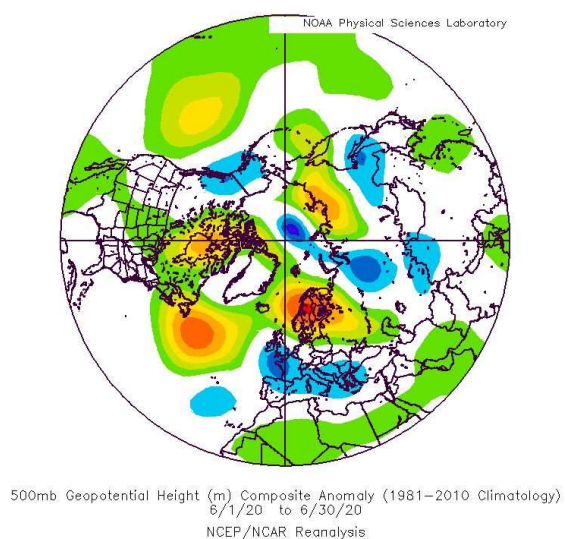 NOAA Physical Sciences Laboratory
500mb Geopotential Height (m) Composite Anomaly (1981-2010 Climatology)
6/1/20 to 6/30/20
NCEP/NCAR Reanalysis